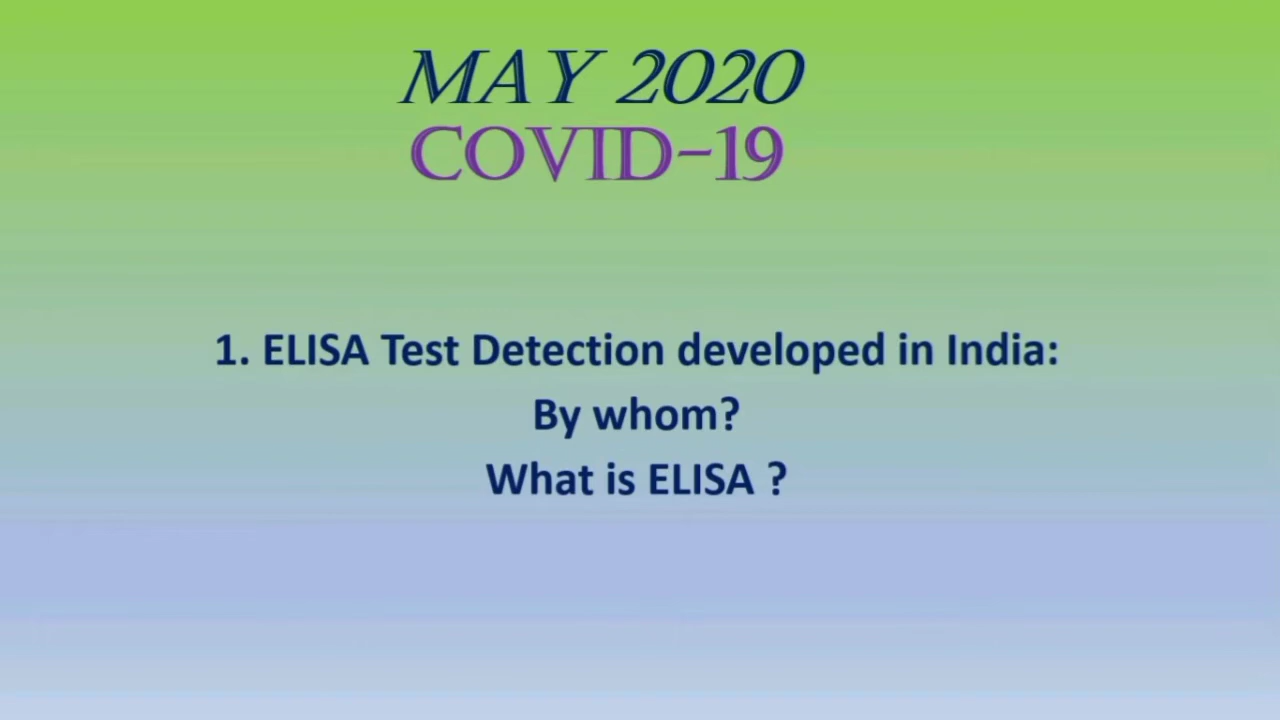 MAY 2020
COVID-19
1. ELISA Test Detection developed in India:
By whom?
What is ELISA ?